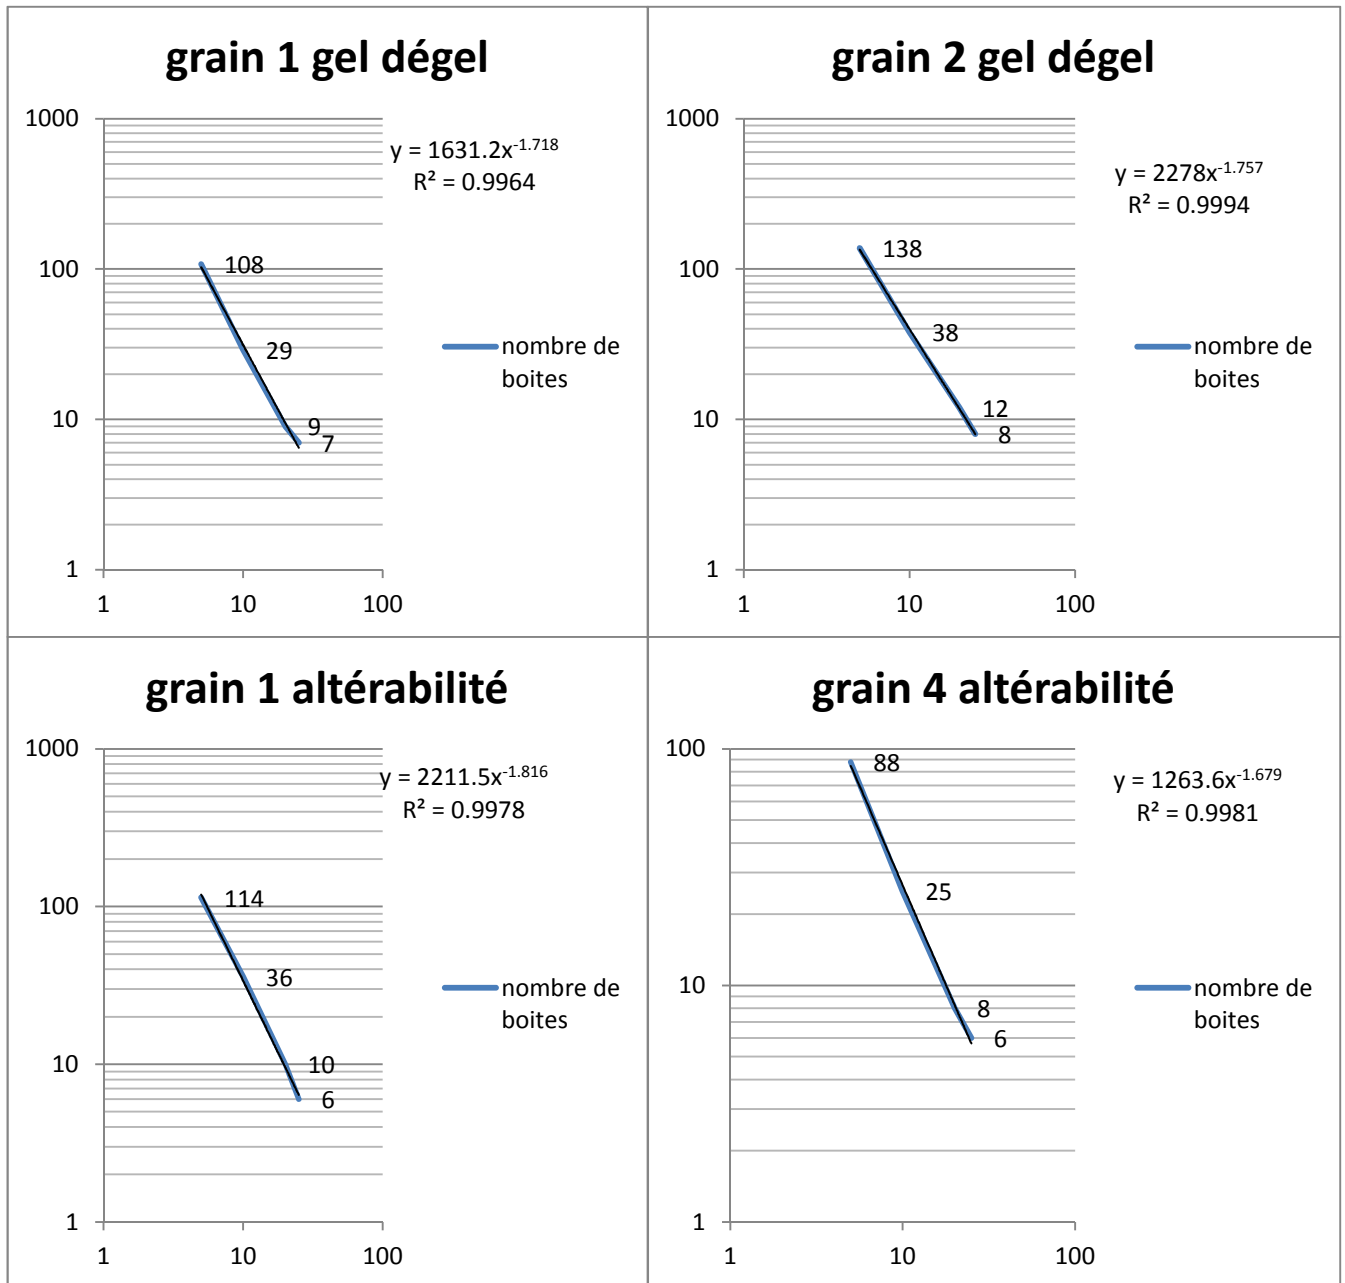 grain 1 gel dégel
1000
100
10
1
1
10
100
y = 1631.2x^-1.718
R² = 0.9964
108
29
9
7
nombre de
boites
grain 2 gel dégel
1000
100
10
1
1
10
100
y = 2278x^-1.757
R² = 0.9994
138
38
12
8
nombre de
boites
grain 1 altérabilité
1000
100
10
1
1
10
100
y = 2211.5x^-1.816
R² = 0.9978
114
36
10
6
nombre de
boites
grain 4 altérabilité
100
10
1
1
10
100
y = 1263.6x^-1.679
R² = 0.9981
88
25
8
6
nombre de
boites